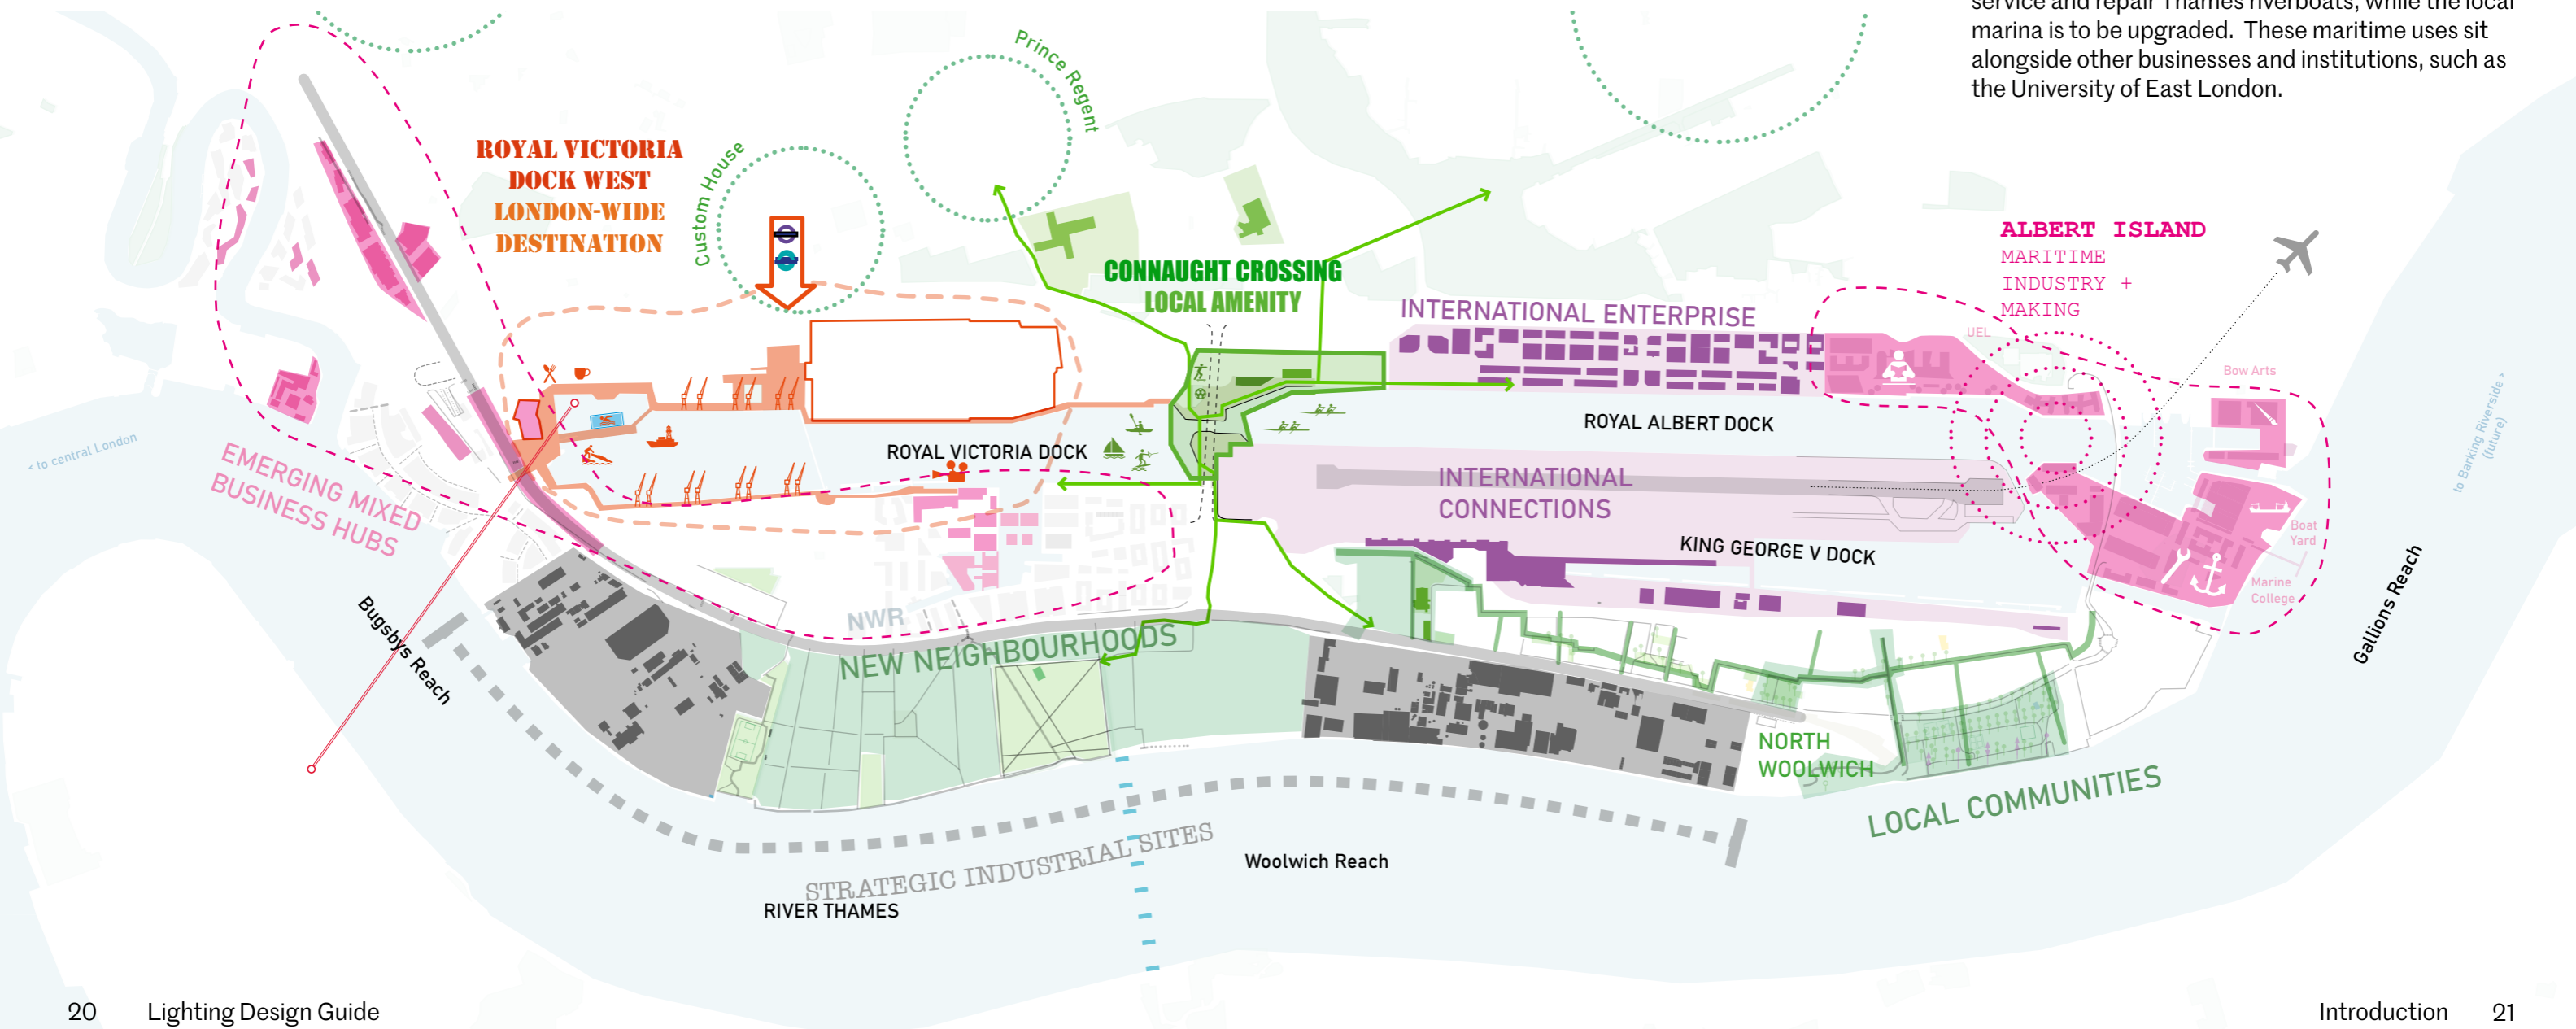 service and repair Thames riverboats, while the local
marina is to be upgraded. These maritime uses sit
alongside other businesses and institutions, such as
the University of East London.
Prince Regent
Custom House
ROYAL VICTORIA
DOCK WEST
LONDON-WIDE
DESTINATION
CONNAUGHT CROSSING
LOCAL AMENITY
INTERNATIONAL ENTERPRISE
ALBERT ISLAND
MARITIME
INDUSTRY +
MAKING
UEL
Bow Arts
ROYAL ALBERT DOCK
ROYAL VICTORIA DOCK
< to central London
EMERGING MIXED
BUSINESS HUBS
INTERNATIONAL
CONNECTIONS
to Barking Riverside >
(future)
Boat
Yard
KING GEORGE V DOCK
Marine
College
Gallions Reach
Bugsbys Reach
NWR
NEW NEIGHBOURHOODS
NORTH
WOOLWICH
LOCAL COMMUNITIES
STRATEGIC INDUSTRIAL SITES
Woolwich Reach
RIVER THAMES
20 Lighting Design Guide
Introduction 21